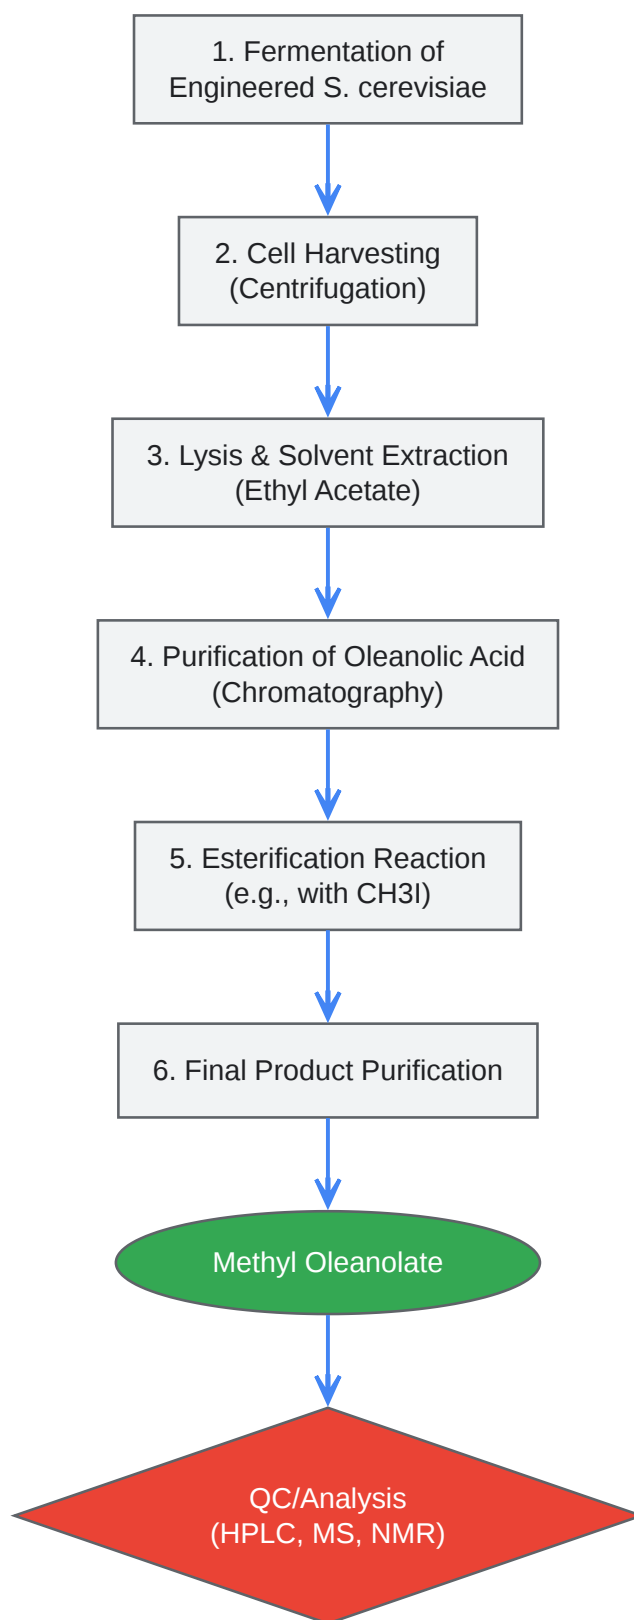 1. Fermentation of
Engineered S. cerevisiae
2. Cell Harvesting
(Centrifugation)
3. Lysis & Solvent Extraction
(Ethyl Acetate)
4. Purification of Oleanolic Acid
(Chromatography)
5. Esterification Reaction
(e.g., with CH3I)
6. Final Product Purification
Methyl Oleanolate
QC/Analysis
(HPLC, MS, NMR)